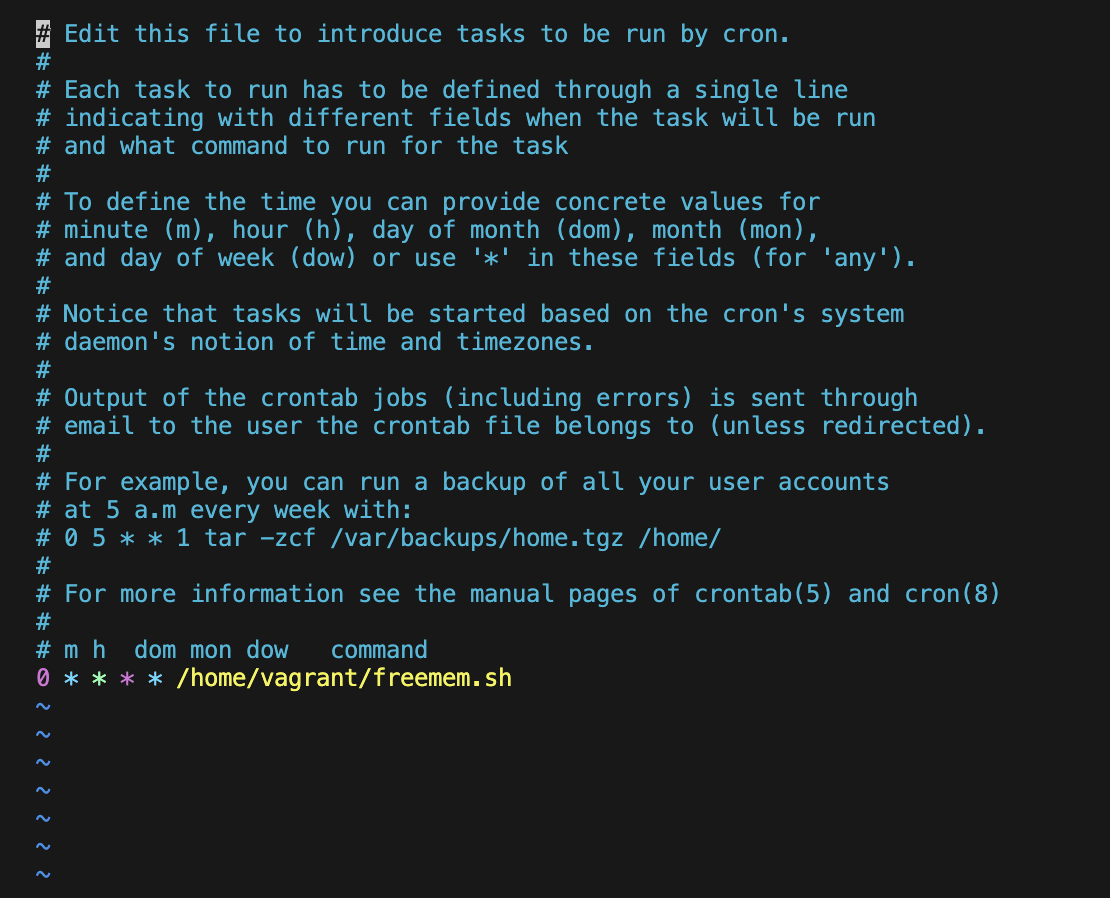 # Edit this file to introduce tasks to be run by cron.
#
# Each task to run has to be defined through a single line
# indicating with different fields when the task will be run
# and what command to run for the task
#
# To define the time you can provide concrete values for
# minute (m), hour (h), day of month (dom), month (mon),
# and day of week (dow) or use '*' in these fields (for 'any').
#
# Notice that tasks will be started based on the cron's system
# daemon's notion of time and timezones.
#
# Output of the crontab jobs (including errors) is sent through
# email to the user the crontab file belongs to (unless redirected).
#
# For example, you can run a backup of all your user accounts
# at 5 a.m every week with:
# 0 5 * * 1 tar -zcf /var/backups/home.tgz /home/
#
# For more information see the manual pages of crontab(5) and cron(8)
#
# m h  dom mon dow   command
0 * * * * /home/vagrant/freemem.sh
~
~
~
~
~
~
~